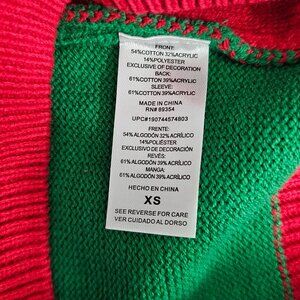 FRONT:
54%COTTON 32%ACRYLIC
14%POLYESTER
EXCLUSIVE OF DECORATION
BACK:
61%COTTON 39%ACRYLIC
SLEEVE:
61%COTTON 39%ACRYLIC
MADE IN CHINA
RN# 89354
UPC#190744574803
FRENTE:
54% ALGODÓN 32% ACRÍLICO
14%POLIÉSTER
EXCLUSIVO DE DECORACIÓN
REVÉS:
61% ALGODÓN 39% ACRÍLICO
MANGA:
61% ALGODÓN 39% ACRÍLICO
HECHO EN CHINA
XS
SEE REVERSE FOR CARE
VER CUIDADO AL DORSO